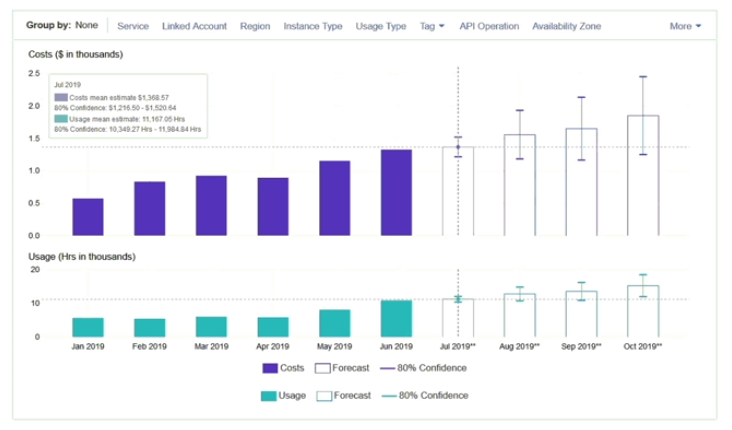 Group by: None Service Linked Account Region Instance Type Usage Type Tag API Operation Availability Zone More
Costs ($ in thousands)
2.5
Jul 2019
Costs mean estimate $1,368.57
80% Confidence: $1,216.50 - $1,520.64
Usage mean estimate: 11,167.05 Hrs
80% Confidence: 10,349.27 Hrs - 11,984.84 Hrs
2.0
1.5
1.0
0.5
0.0
Usage (Hrs in thousands)
20
10
0
Jan 2019 Feb 2019 Mar 2019 Apr 2019 May 2019 Jun 2019 Jul 2019** Aug 2019** Sep 2019** Oct 2019**
Costs Forecast 80% Confidence
Usage Forecast 80% Confidence